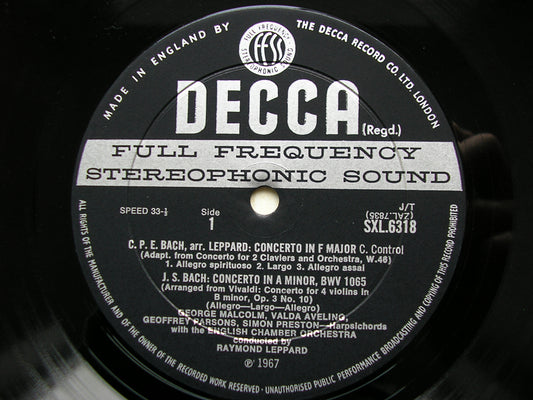 MADE IN ENGLAND BY
THE DECCA RECORD CO. LTD. LONDON
FULL FREQUENCY
ffss
STEREOPHONIC SOUND
DECCA
(Regd.)
FULL FREQUENCY
STEREOPHONIC SOUND
SPEED 33-⅓
Side
1
J/T
(ZAL.7835)
SXL.6318
C. P. E. BACH, arr. LEPPARD: CONCERTO IN F MAJOR C. Control
(Adapt. from Concerto for 2 Claviers and Orchestra, W.46)
1. Allegro spirituoso 2. Largo 3. Allegro assai
J. S. BACH: CONCERTO IN A MINOR, BWV 1065
(Arranged from Vivaldi: Concerto for 4 violins in
B minor, Op. 3 No. 10)
(Allegro—Largo—Allegro)
GEORGE MALCOLM, VALDA AVELING,
GEOFFREY PARSONS, SIMON PRESTON—Harpsichords
with the ENGLISH CHAMBER ORCHESTRA
conducted by
RAYMOND LEPPARD
℗ 1967
ALL RIGHTS OF THE MANUFACTURER AND OF THE OWNER OF THE RECORDED WORK RESERVED · UNAUTHORISED PUBLIC PERFORMANCE BROADCASTING AND COPYING OF THIS RECORD PROHIBITED